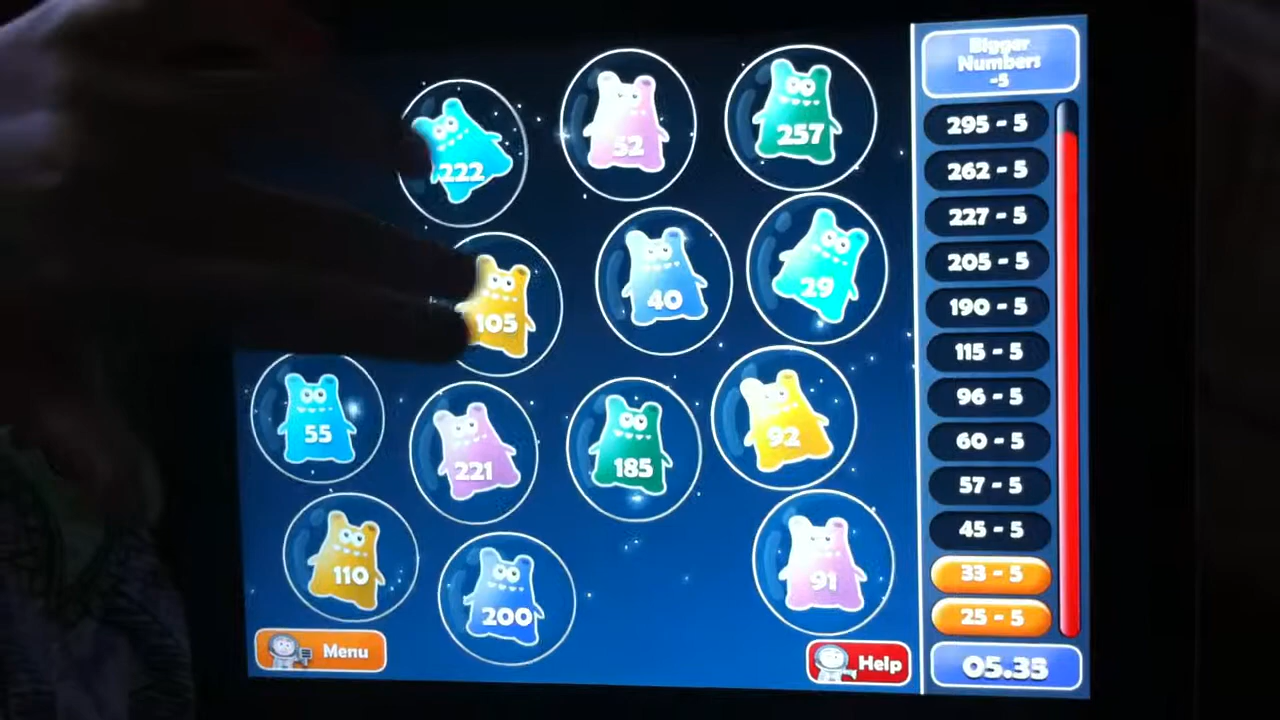 222
52
257
105
40
29
55
221
185
92
110
200
91
Menu
Help
Bigger
Numbers
-5
295 - 5
262 - 5
227 - 5
205 - 5
190 - 5
115 - 5
96 - 5
60 - 5
57 - 5
45 - 5
33 - 5
25 - 5
05.35